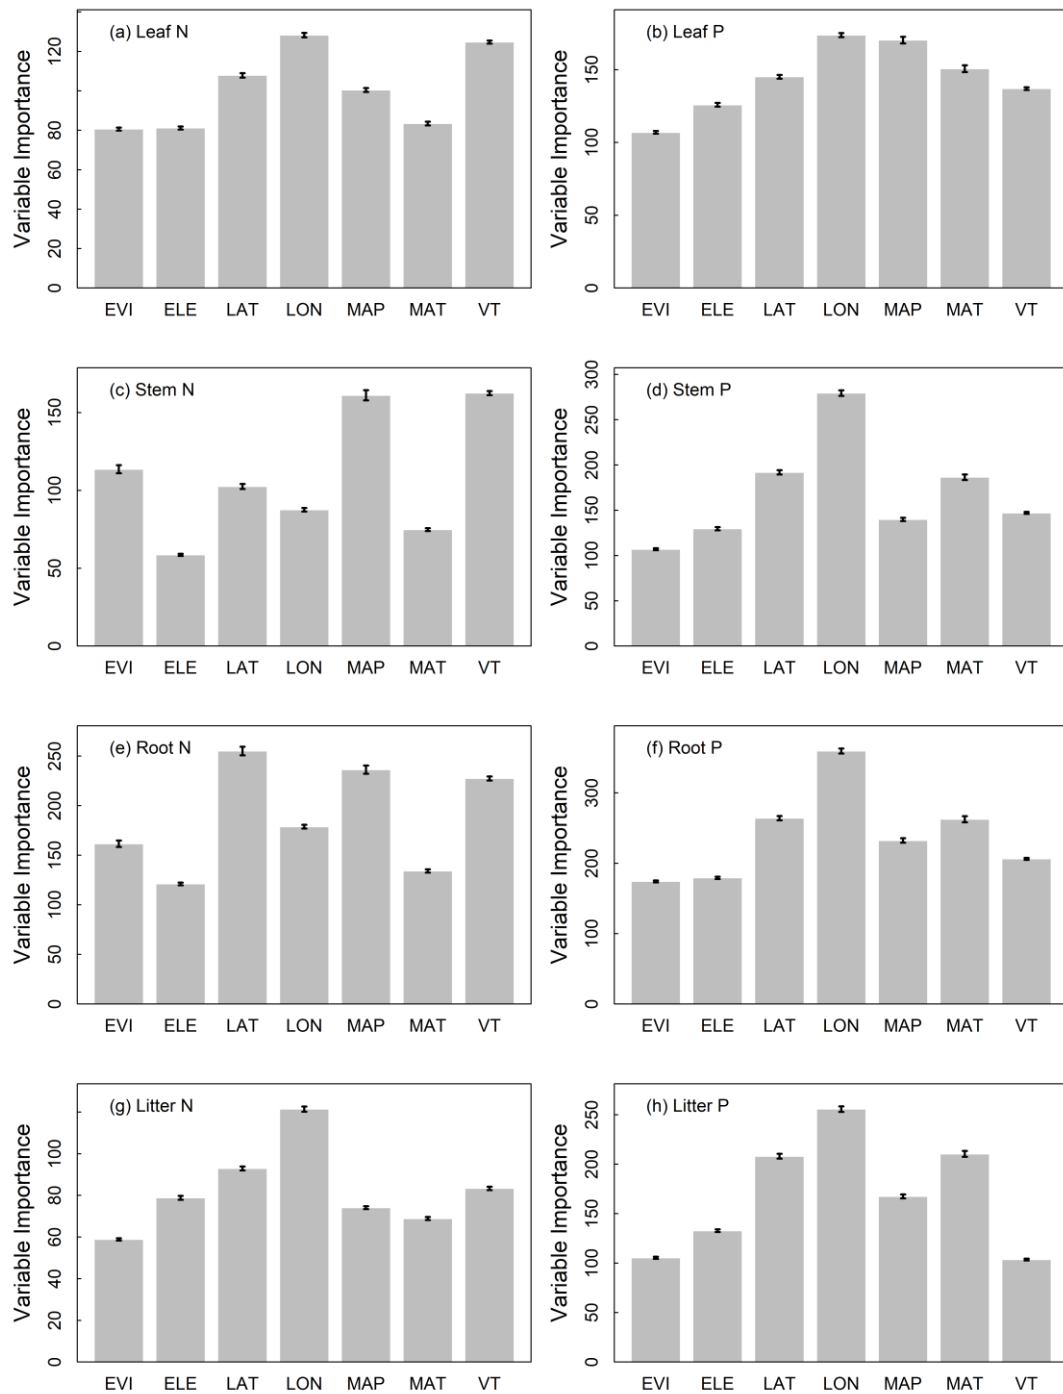 (a) Leaf N
Variable Importance
0 20 40 60 80 100 120
EVI ELE LAT LON MAP MAT VT
(b) Leaf P
Variable Importance
0 50 100 150
EVI ELE LAT LON MAP MAT VT
(c) Stem N
Variable Importance
0 50 100 150
EVI ELE LAT LON MAP MAT VT
(d) Stem P
Variable Importance
0 50 100 150 200 250 300
EVI ELE LAT LON MAP MAT VT
(e) Root N
Variable Importance
0 50 100 150 200 250
EVI ELE LAT LON MAP MAT VT
(f) Root P
Variable Importance
0 100 200 300
EVI ELE LAT LON MAP MAT VT
(g) Litter N
Variable Importance
0 20 40 60 80 100
EVI ELE LAT LON MAP MAT VT
(h) Litter P
Variable Importance
0 50 100 150 200 250
EVI ELE LAT LON MAP MAT VT